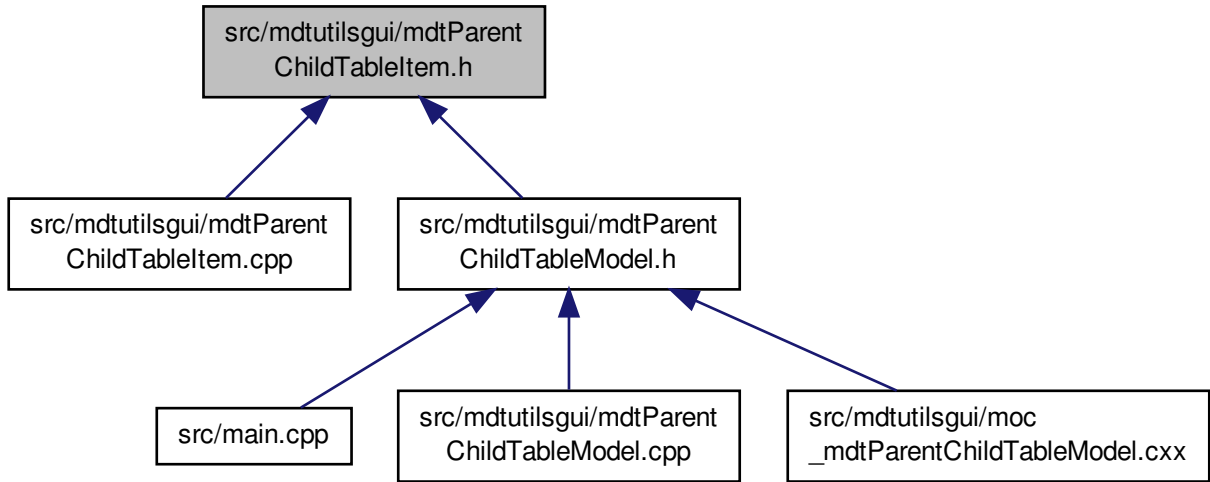 src/mdtutilsgui/mdtParent
ChildTableItem.h
src/mdtutilsgui/mdtParent
ChildTableItem.cpp
src/mdtutilsgui/mdtParent
ChildTableModel.h
src/main.cpp
src/mdtutilsgui/mdtParent
ChildTableModel.cpp
src/mdtutilsgui/moc
_mdtParentChildTableModel.cxx